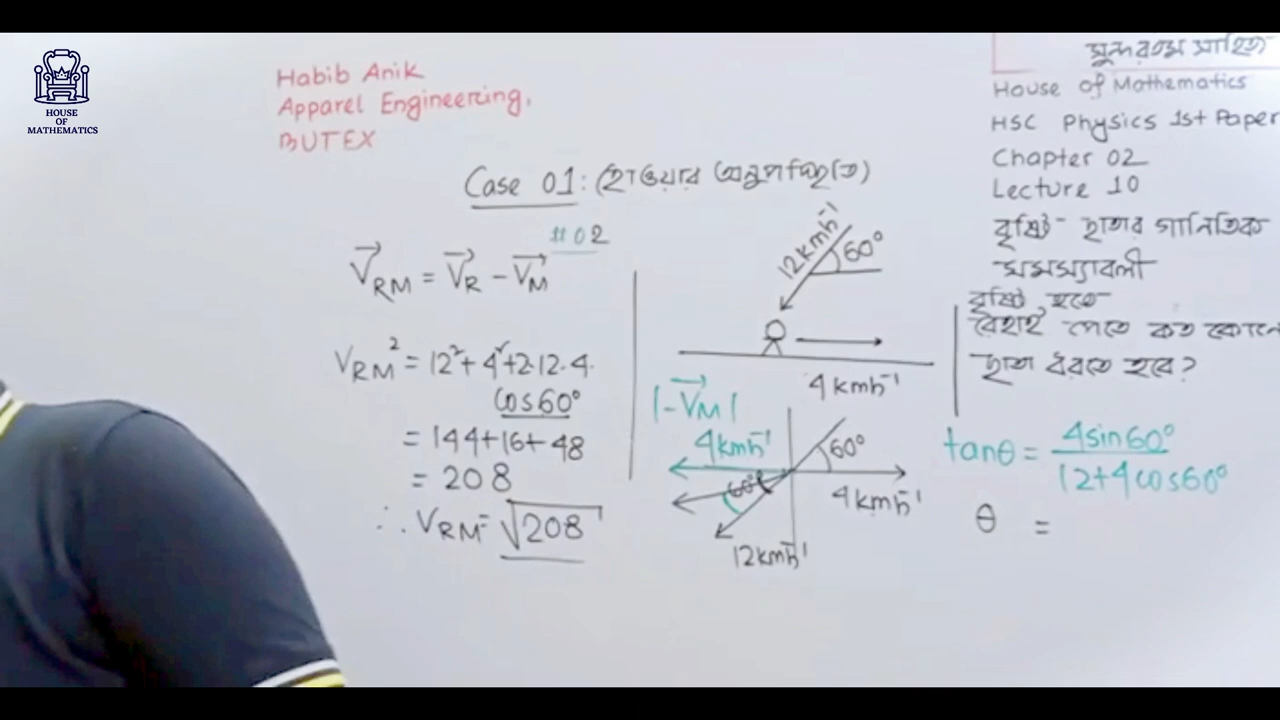 HOUSE
OF
MATHEMATICS
Habib Anik
Apparel Engineering,
BUTEX
House of Mathematics
HSC Physics 1st Paper
Chapter 02
Lecture 10
বৃষ্টি - ছাতার গানিতিক
সমস্যাবলী
বৃষ্টি হতে
রেহাই পেতে কত কোনে
ছাতা ধরতে হবে?
Case 01: (হাওয়ার অনুপস্থিতি)
# 02
V⃗RM = V⃗R - V⃗M
VRM² = 12² + 4² + 2·12·4·
cos60°
= 144+16+48
= 208
∴ VRM = √208
12kmh⁻¹
60°
4 kmh⁻¹
|-V⃗M|
4kmh⁻¹
60°
60°
4kmh⁻¹
12kmh⁻¹
tanθ = 4sin60° / 12+4cos60°
θ =